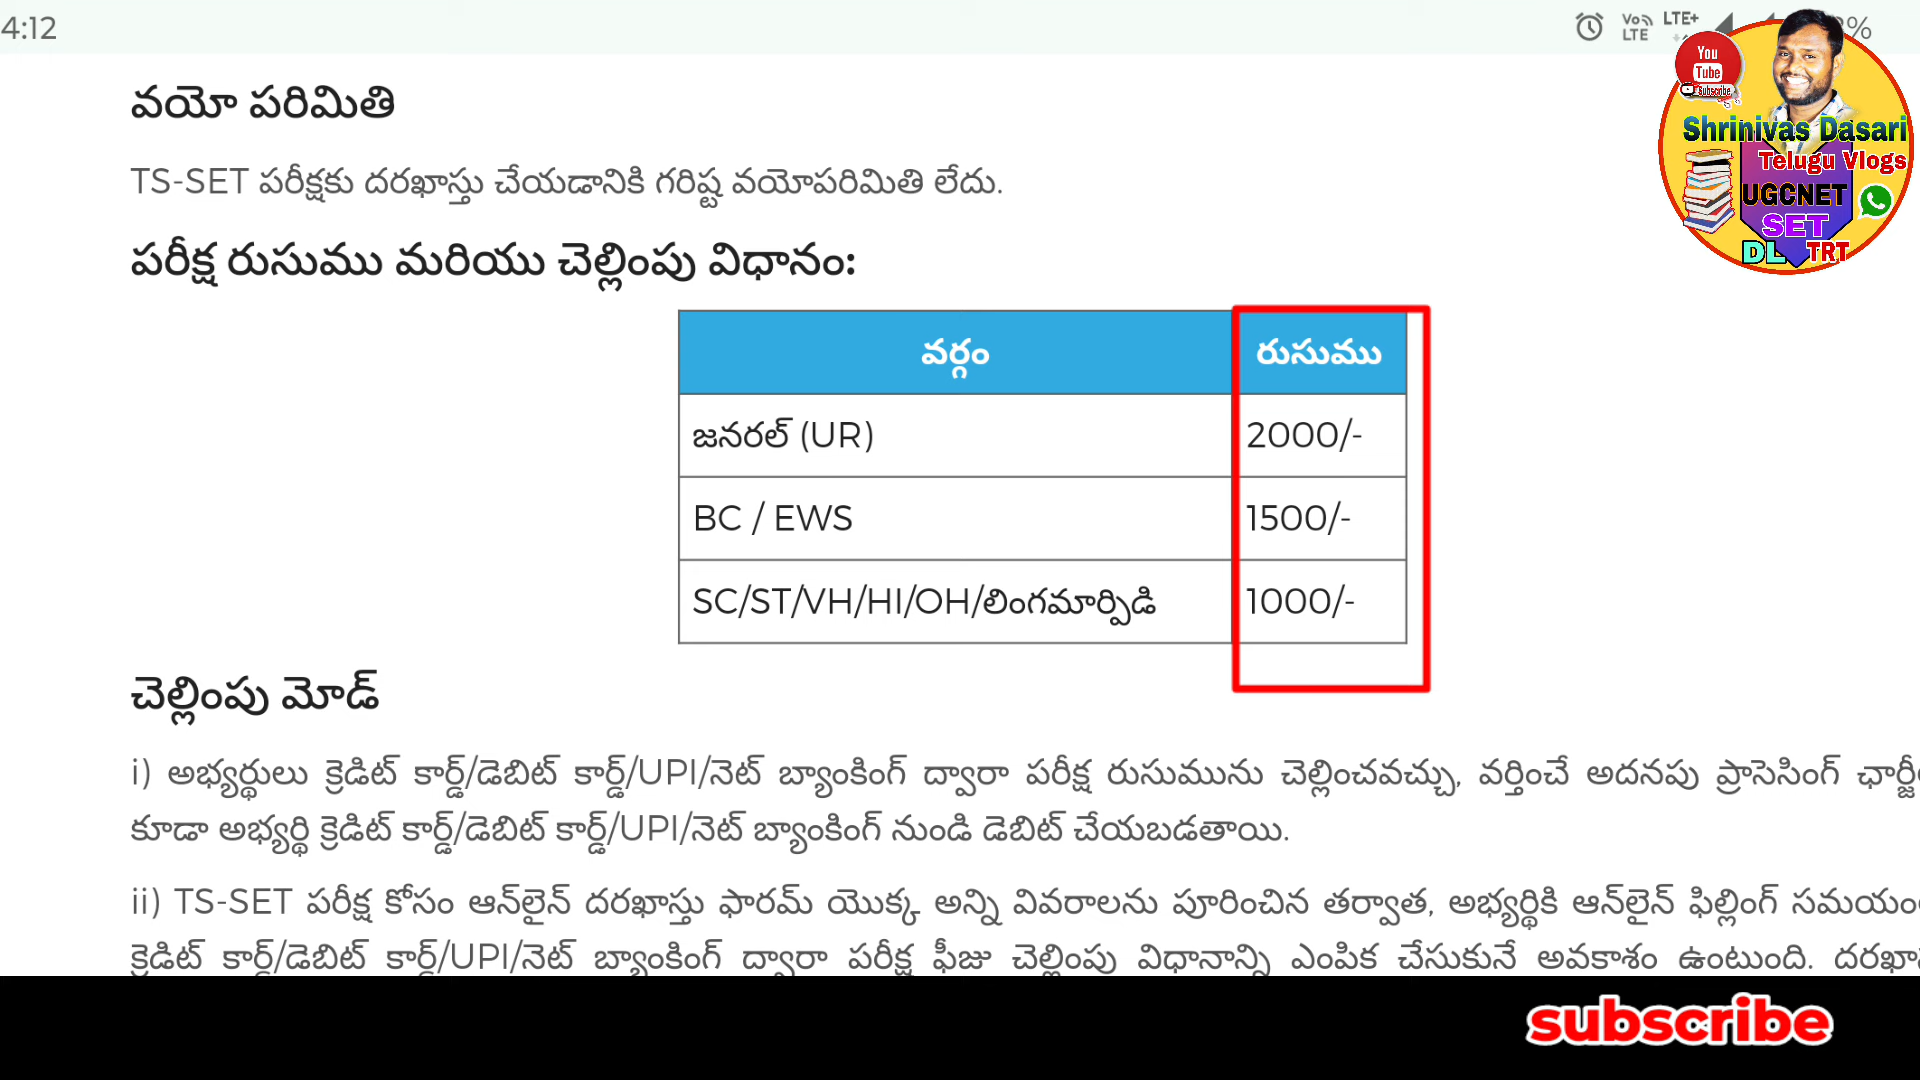 4:12
Vo LTE LTE+ %
వయో పరిమితి
TS-SET పరీక్షకు దరఖాస్తు చేయడానికి గరిష్ట వయోపరిమితి లేదు.
పరీక్ష రుసుము మరియు చెల్లింపు విధానం:
వర్గం రుసుము
జనరల్ (UR) 2000/-
BC / EWS 1500/-
SC/ST/VH/HI/OH/లింగమార్పిడి 1000/-
చెల్లింపు మోడ్
i) అభ్యర్థులు క్రెడిట్ కార్డ్/డెబిట్ కార్డ్/UPI/నెట్ బ్యాంకింగ్ ద్వారా పరీక్ష రుసుమును చెల్లించవచ్చు, వర్తించే అదనపు ప్రాసెసింగ్
కూడా అభ్యర్థి క్రెడిట్ కార్డ్/డెబిట్ కార్డ్/UPI/నెట్ బ్యాంకింగ్ నుండి డెబిట్ చేయబడతాయి.
ii) TS-SET పరీక్ష కోసం ఆన్‌లైన్ దరఖాస్తు ఫారమ్ యొక్క అన్ని వివరాలను పూరించిన తర్వాత, అభ్యర్థికి ఆన్‌లైన్ ఫిల్లింగ్
క్రెడిట్ కార్డ్/డెబిట్ కార్డ్/UPI/నెట్ బ్యాంకింగ్ ద్వారా పరీక్ష ఫీజు చెల్లింపు విధానాన్ని ఎంపిక చేసుకునే అవకాశం ఉంటుంది.
You
Tube
Subscribe
Shrinivas Dasari
Telugu Vlogs
UGCNET
SET
DL TRT
subscribe